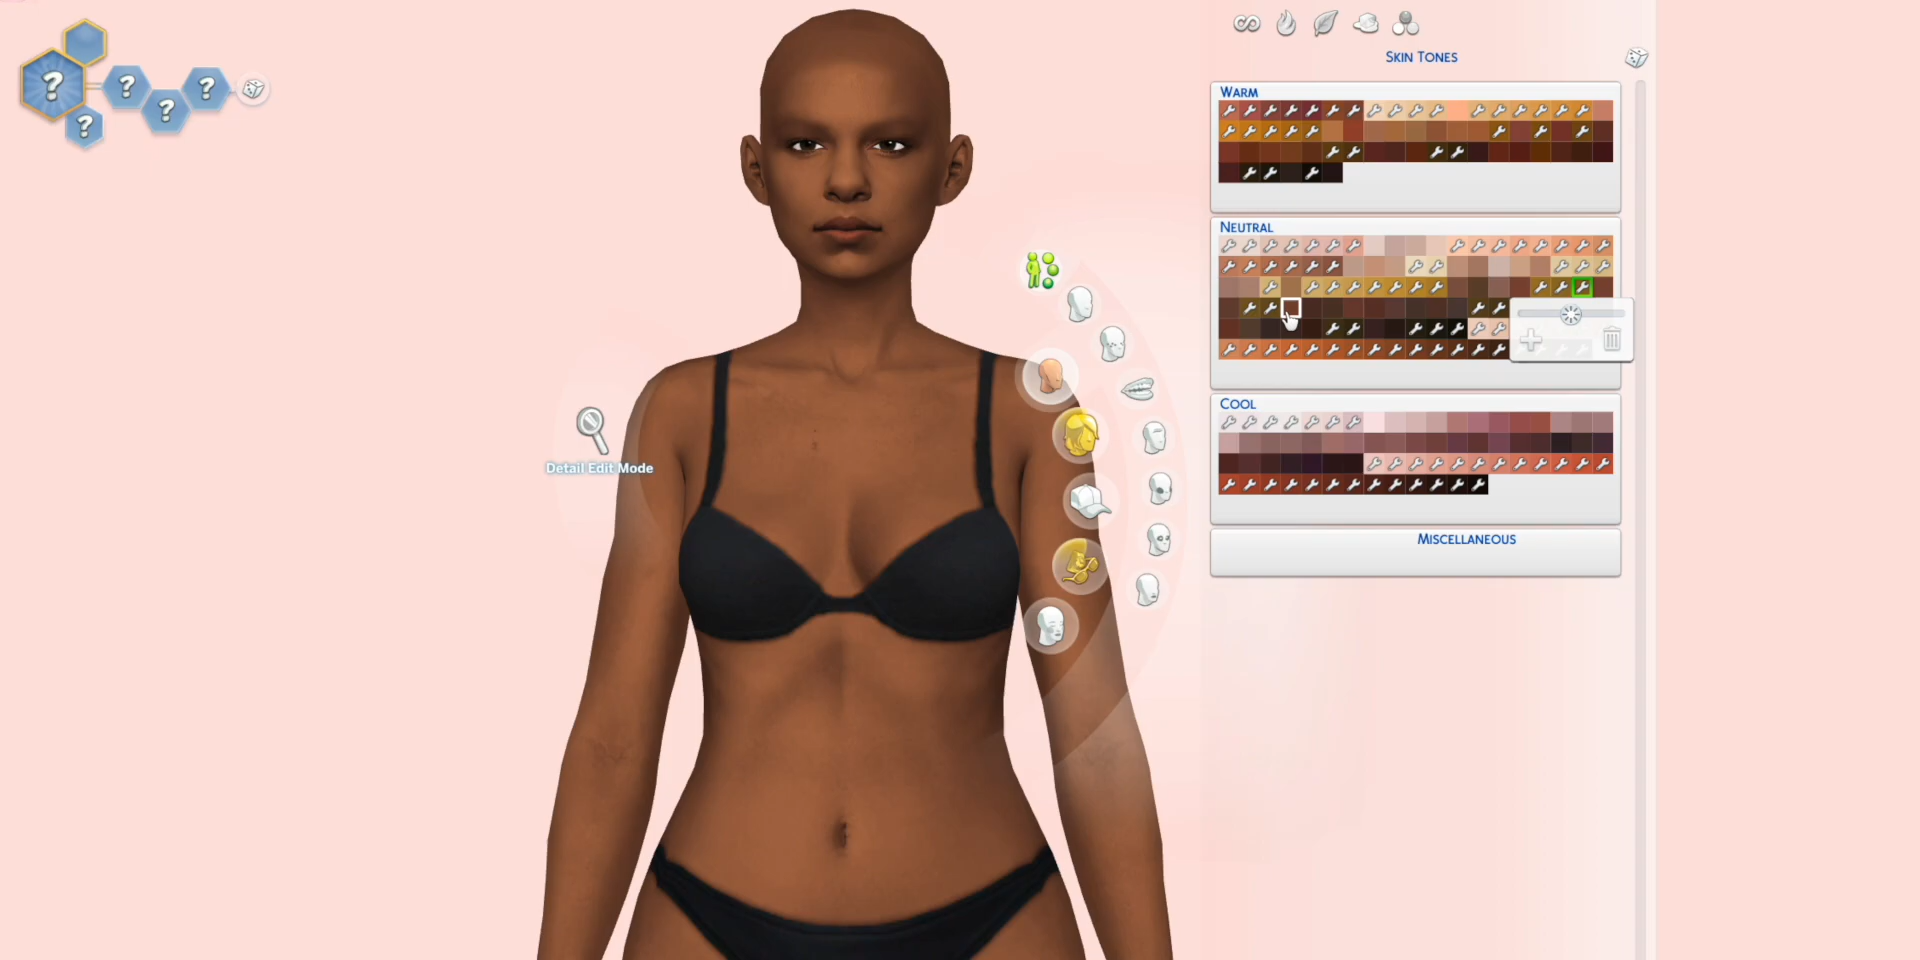 ?
?
?
?
?
SKIN TONES
WARM
NEUTRAL
Detail Edit Mode
COOL
MISCELLANEOUS